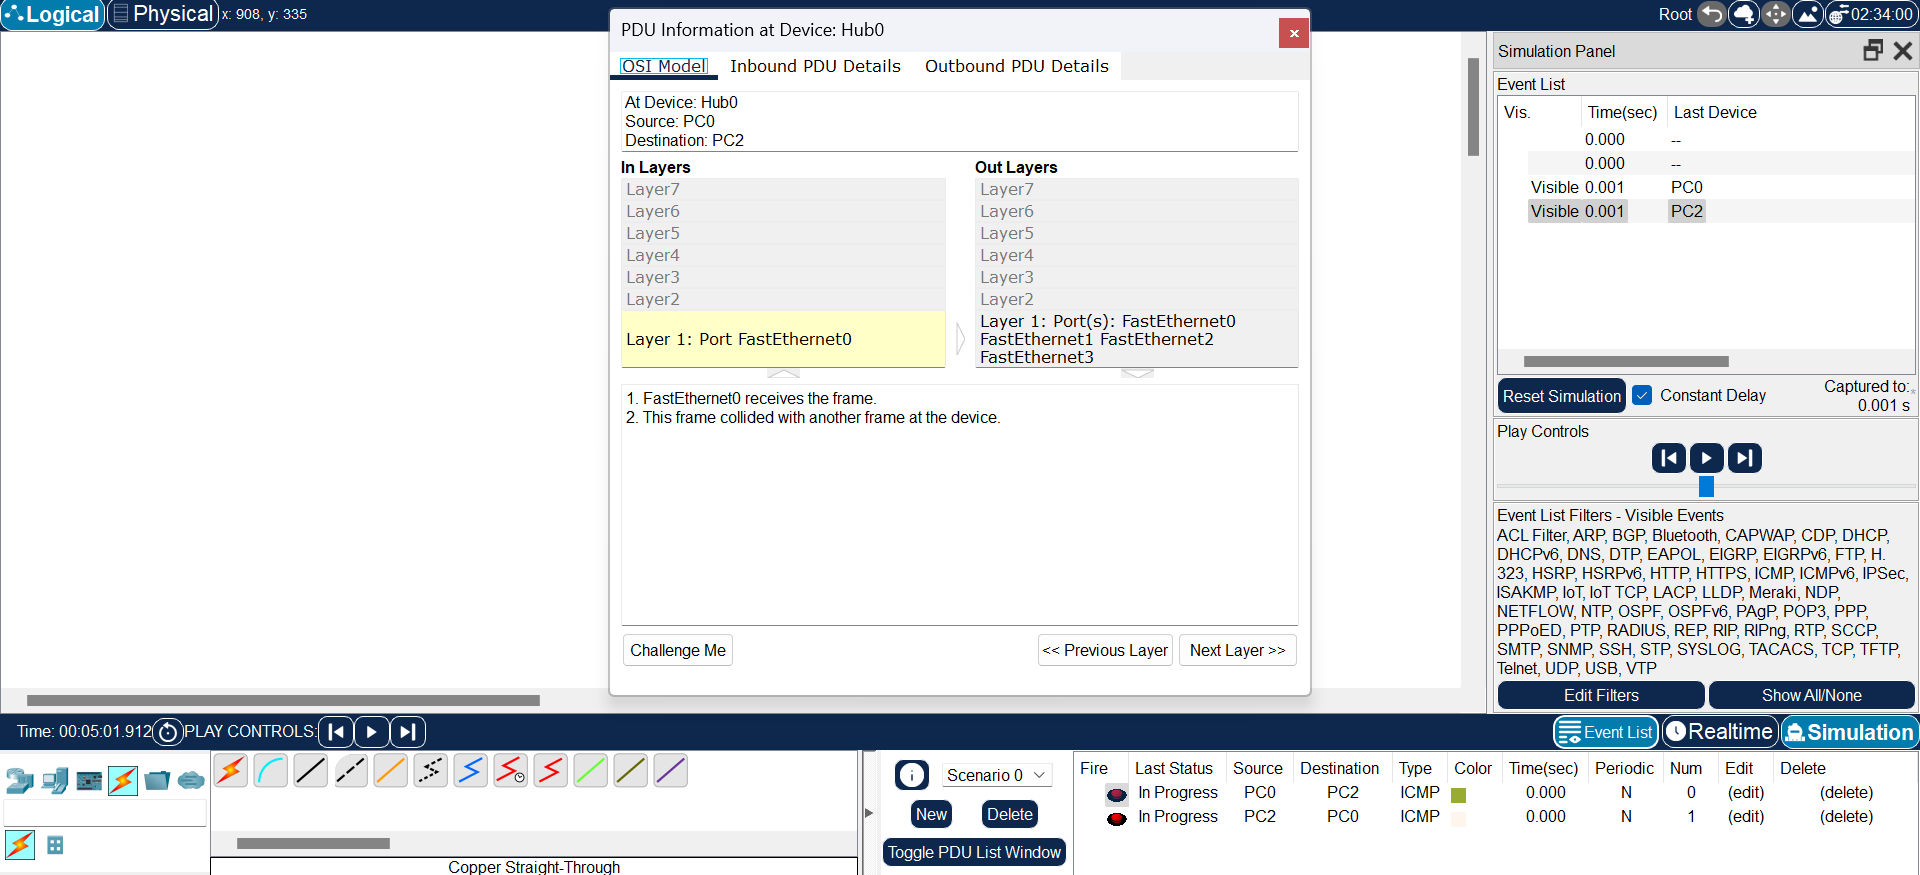 Logical Physical x: 908, y: 335
Root 02:34:00
PDU Information at Device: Hub0
OSI Model Inbound PDU Details Outbound PDU Details
At Device: Hub0
Source: PC0
Destination: PC2
In Layers Out Layers
Layer7 Layer7
Layer6 Layer6
Layer5 Layer5
Layer4 Layer4
Layer3 Layer3
Layer2 Layer2
Layer 1: Port FastEthernet0
Layer 1: Port(s): FastEthernet0
FastEthernet1 FastEthernet2
FastEthernet3
1. FastEthernet0 receives the frame.
2. This frame collided with another frame at the device.
Challenge Me << Previous Layer Next Layer >>
Simulation Panel
Event List
Vis. Time(sec) Last Device
0.000 --
0.000 --
Visible 0.001 PC0
Visible 0.001 PC2
Reset Simulation Constant Delay Captured to:*
0.001 s
Play Controls
Event List Filters - Visible Events
ACL Filter, ARP, BGP, Bluetooth, CAPWAP, CDP, DHCP,
DHCPv6, DNS, DTP, EAPOL, EIGRP, EIGRPv6, FTP, H.
323, HSRP, HSRPv6, HTTP, HTTPS, ICMP, ICMPv6, IPSec,
ISAKMP, IoT, IoT TCP, LACP, LLDP, Meraki, NDP,
NETFLOW, NTP, OSPF, OSPFv6, PAgP, POP3, PPP,
PPPoED, PTP, RADIUS, REP, RIP, RIPng, RTP, SCCP,
SMTP, SNMP, SSH, STP, SYSLOG, TACACS, TCP, TFTP,
Telnet, UDP, USB, VTP
Edit Filters Show All/None
Time: 00:05:01.912 PLAY CONTROLS: Event List Realtime Simulation
Copper Straight-Through
Scenario 0
New Delete
Toggle PDU List Window
Fire Last Status Source Destination Type Color Time(sec) Periodic Num Edit Delete
In Progress PC0 PC2 ICMP 0.000 N 0 (edit) (delete)
In Progress PC2 PC0 ICMP 0.000 N 1 (edit) (delete)